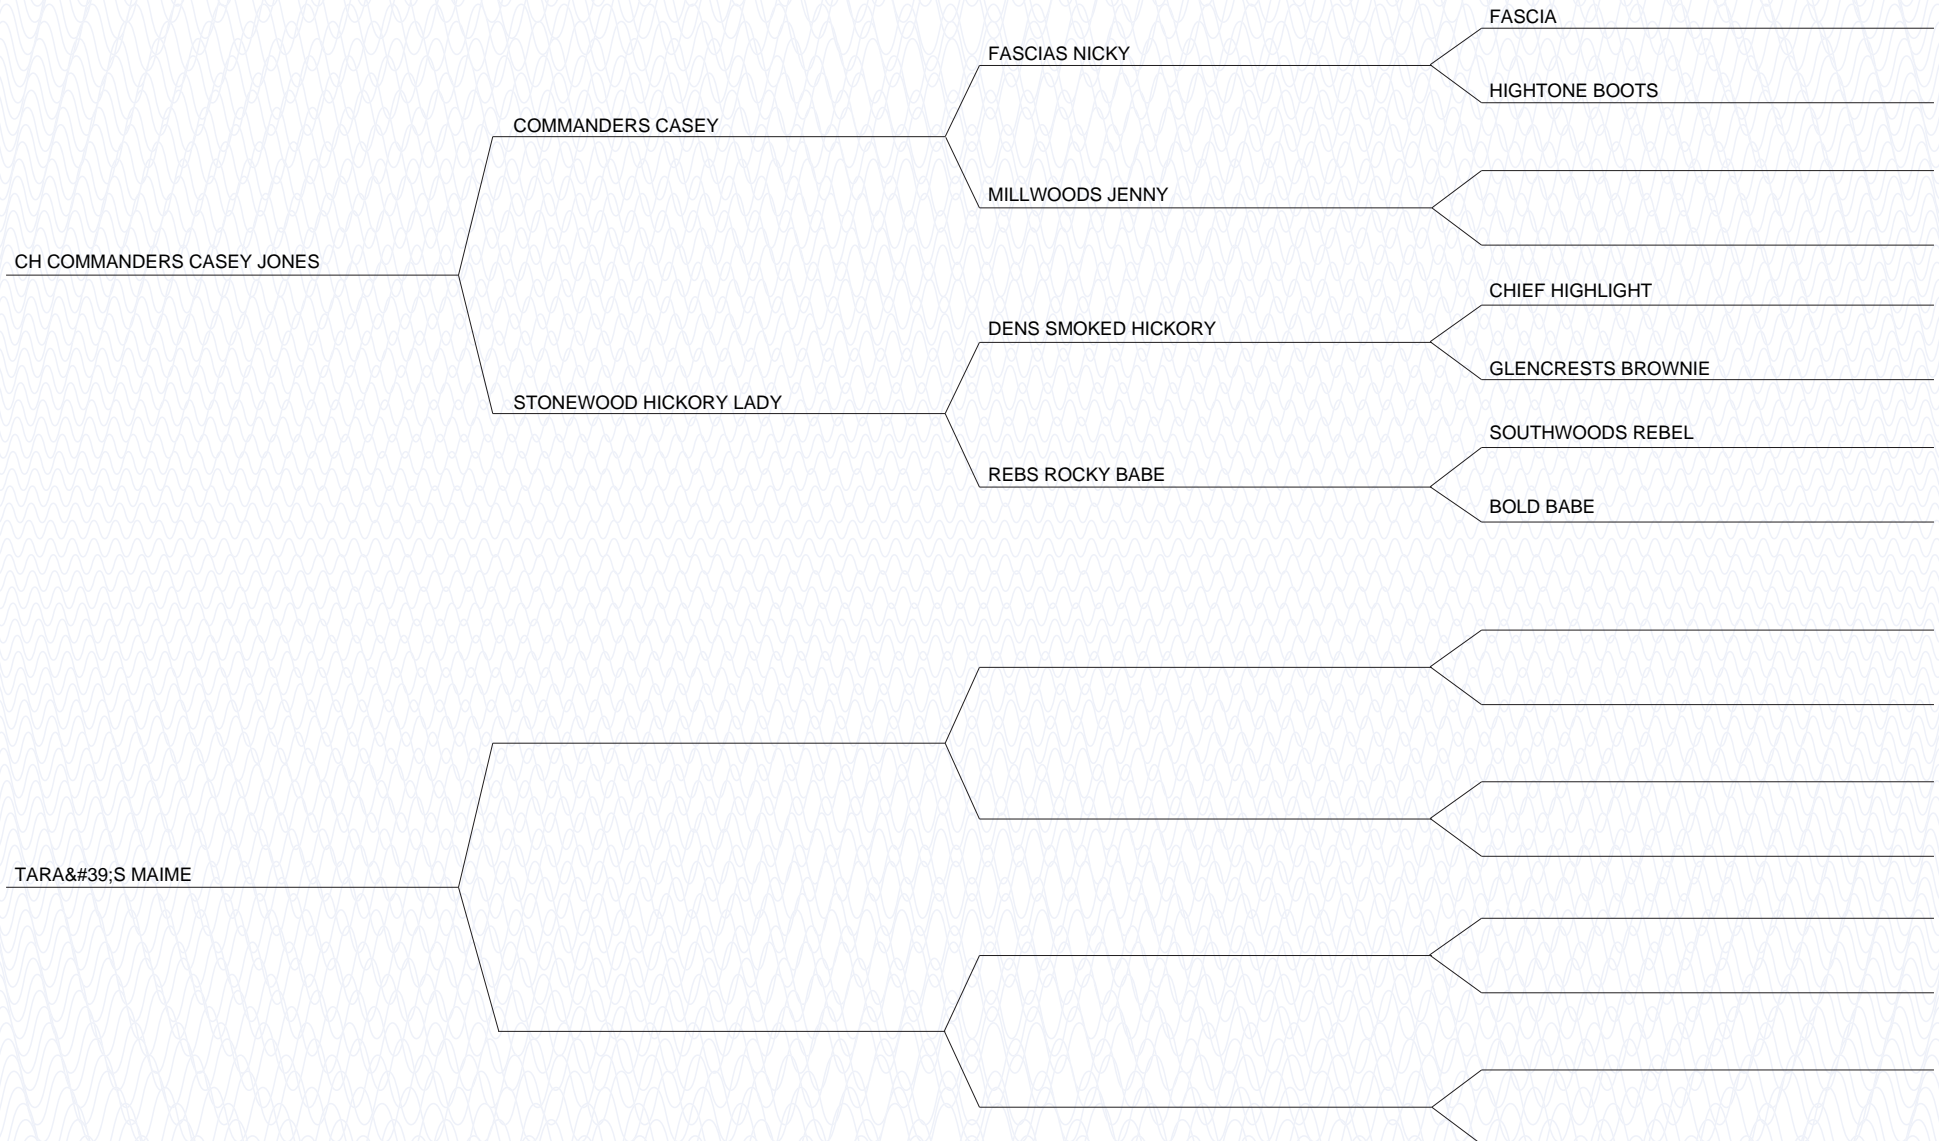 FASCIA
FASCIAS NICKY
HIGHTONE BOOTS
COMMANDERS CASEY
MILLWOODS JENNY
CH COMMANDERS CASEY JONES
CHIEF HIGHLIGHT
DENS SMOKED HICKORY
GLENCRESTS BROWNIE
STONEWOOD HICKORY LADY
SOUTHWOODS REBEL
REBS ROCKY BABE
BOLD BABE
TARA&#39;S MAIME